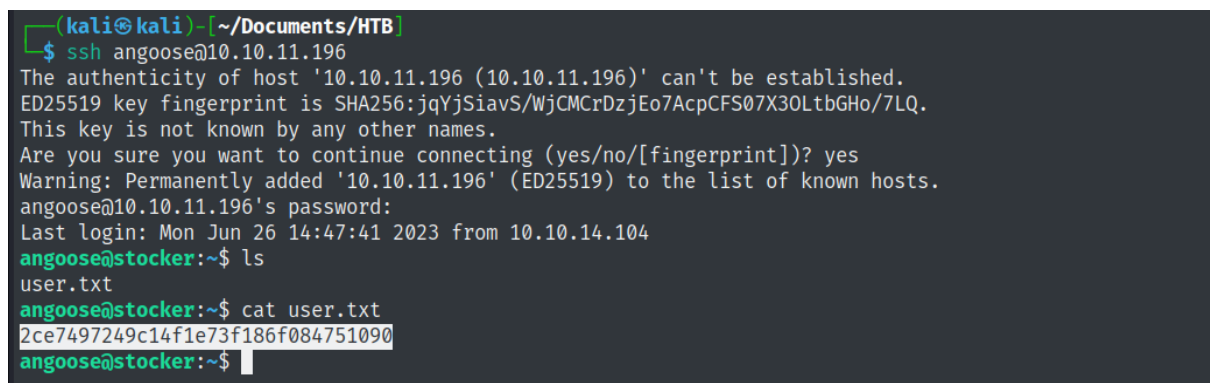 (kali㉿kali)-[~/Documents/HTB]
$ ssh angoose@10.10.11.196
The authenticity of host '10.10.11.196 (10.10.11.196)' can't be established.
ED25519 key fingerprint is SHA256:jqYjSiavS/WjCMCrDzjEo7AcpCFS07X3OLtbGHo/7LQ.
This key is not known by any other names.
Are you sure you want to continue connecting (yes/no/[fingerprint])? yes
Warning: Permanently added '10.10.11.196' (ED25519) to the list of known hosts.
angoose@10.10.11.196's password:
Last login: Mon Jun 26 14:47:41 2023 from 10.10.14.104
angoose@stocker:~$ ls
user.txt
angoose@stocker:~$ cat user.txt
2ce7497249c14f1e73f186f084751090
angoose@stocker:~$